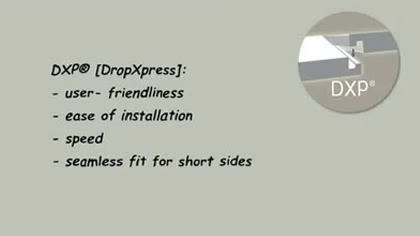 DXP® [DropXpress]:
- user- friendliness
- ease of installation
- speed
- seamless fit for short sides
DXP®